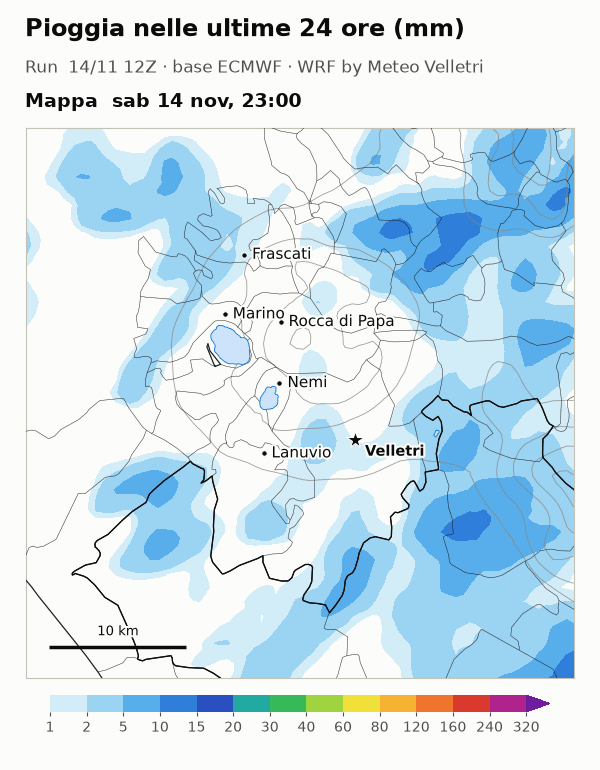 Pioggia nelle ultime 24 ore (mm)
Run  14/11 12Z · base ECMWF · WRF by Meteo Velletri
Mappa  sab 14 nov, 23:00
Frascati
Marino
Rocca di Papa
Nemi
Velletri
Lanuvio
10 km
1 2 5 10 15 20 30 40 60 80 120 160 240 320